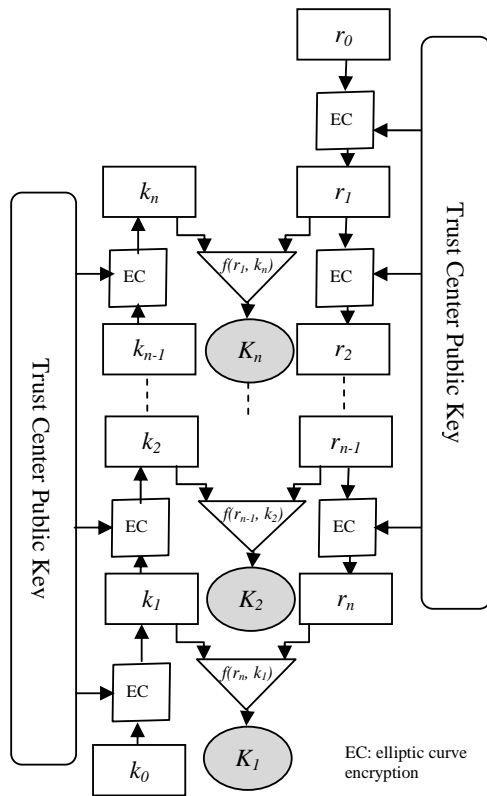 r0
EC
kn
r1
EC
f(r1, kn)
EC
kn-1
Kn
r2
k2
rn-1
EC
f(rn-1, k2)
EC
k1
K2
rn
EC
f(rn, k1)
k0
K1
EC: elliptic curve
encryption
Trust Center Public Key
Trust Center Public Key